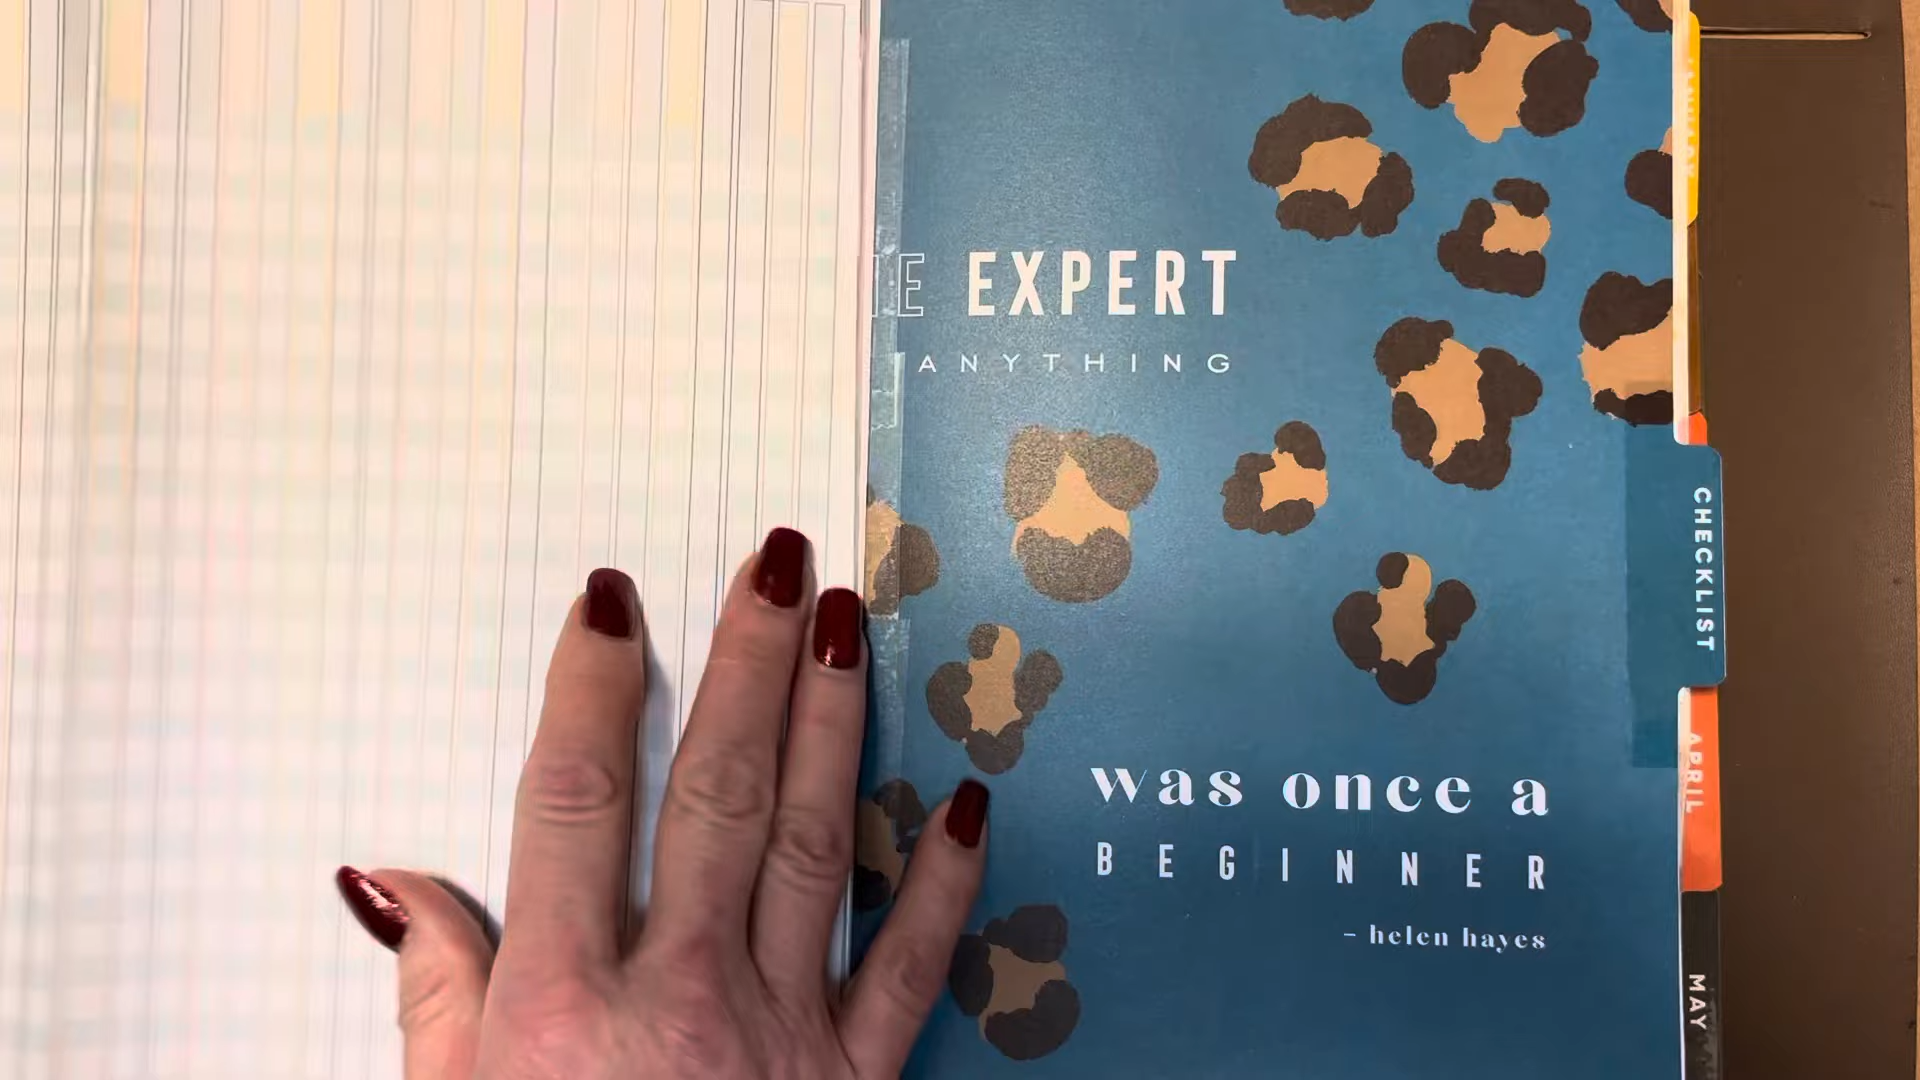 EXPERT
ANYTHING
was once a
BEGINNER
- helen hayes
CHECKLIST
APRIL
MAY